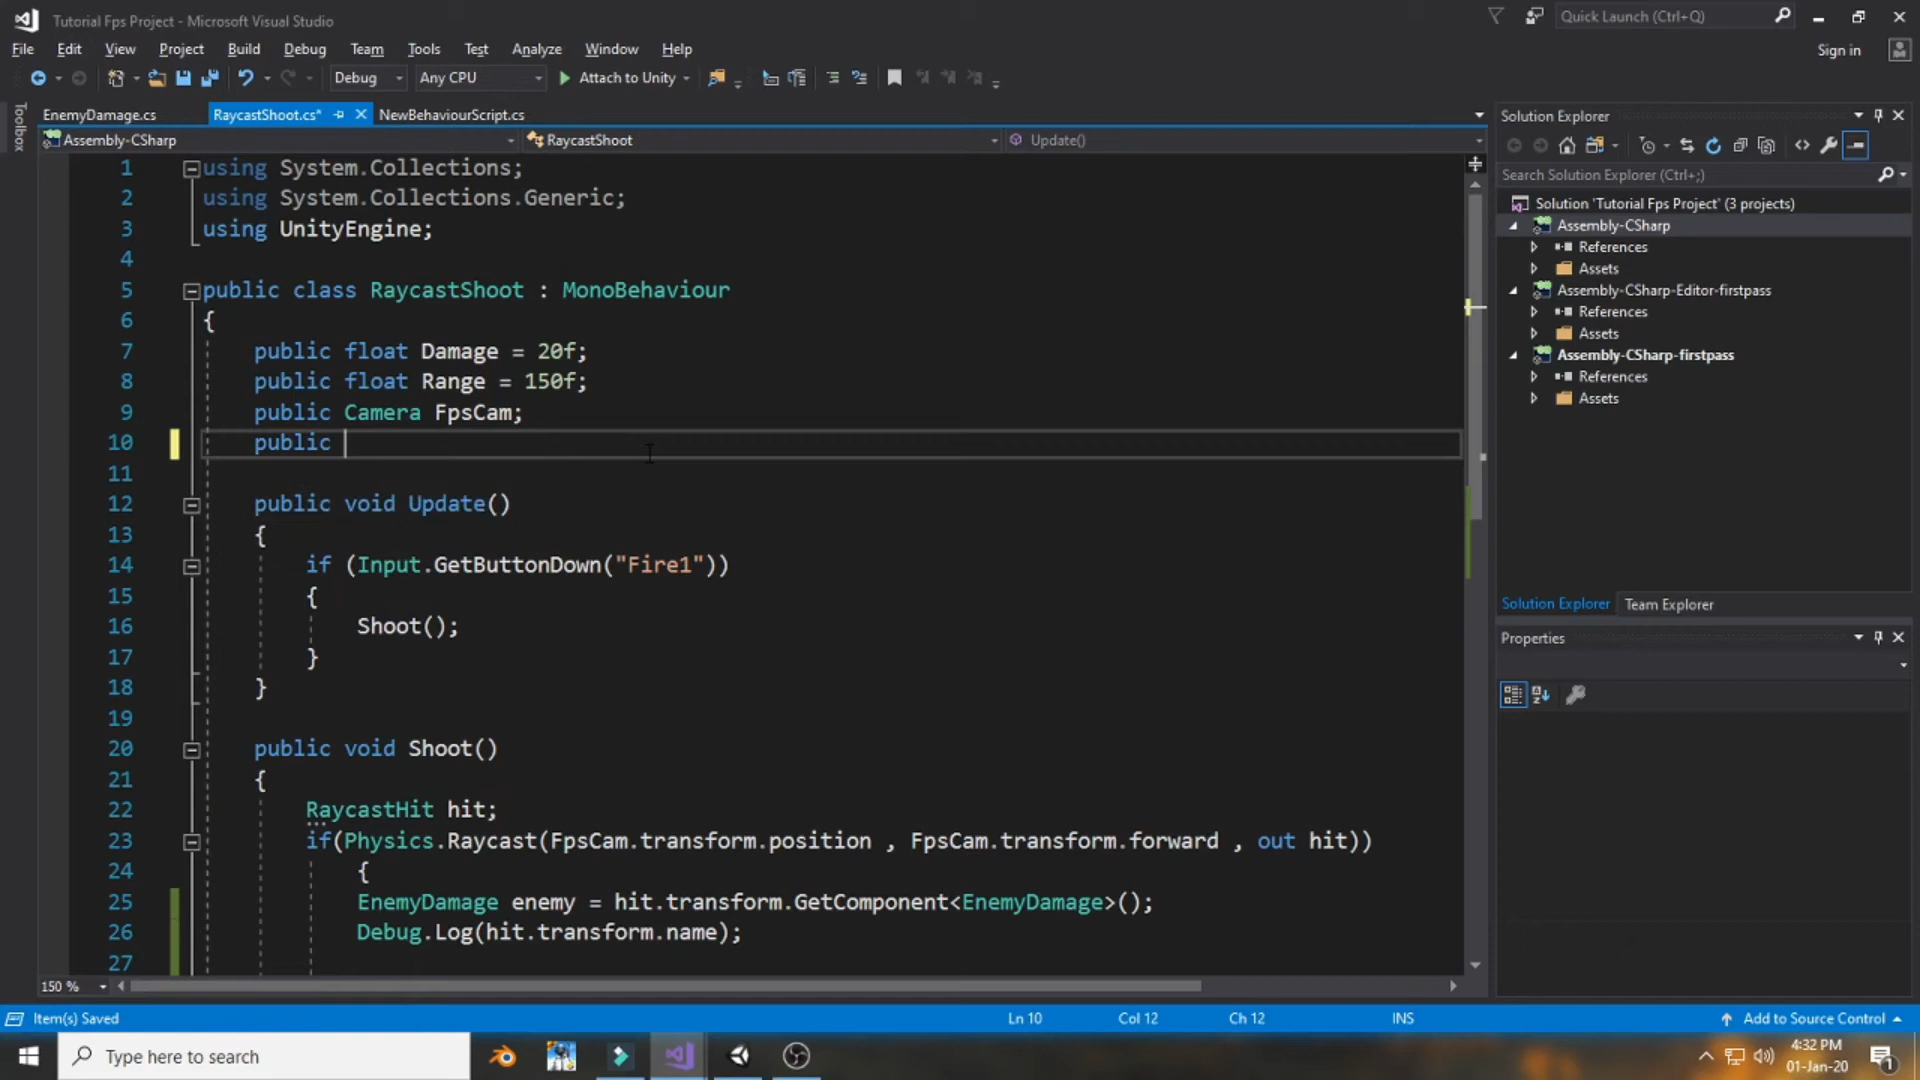 Tutorial Fps Project - Microsoft Visual Studio
Quick Launch (Ctrl+Q)
File Edit View Project Build Debug Team Tools Test Analyze Window Help
Sign in
Debug Any CPU Attach to Unity
Toolbox
EnemyDamage.cs RaycastShoot.cs* NewBehaviourScript.cs
Assembly-CSharp RaycastShoot Update()
1 using System.Collections;
2 using System.Collections.Generic;
3 using UnityEngine;
4
5 public class RaycastShoot : MonoBehaviour
6 {
7 public float Damage = 20f;
8 public float Range = 150f;
9 public Camera FpsCam;
10 public
11
12 public void Update()
13 {
14 if (Input.GetButtonDown("Fire1"))
15 {
16 Shoot();
17 }
18 }
19
20 public void Shoot()
21 {
22 RaycastHit hit;
23 if(Physics.Raycast(FpsCam.transform.position , FpsCam.transform.forward , out hit))
24 {
25 EnemyDamage enemy = hit.transform.GetComponent<EnemyDamage>();
26 Debug.Log(hit.transform.name);
27
150 %
Solution Explorer
Search Solution Explorer (Ctrl+;)
Solution 'Tutorial Fps Project' (3 projects)
Assembly-CSharp
References
Assets
Assembly-CSharp-Editor-firstpass
References
Assets
Assembly-CSharp-firstpass
References
Assets
Solution Explorer Team Explorer
Properties
Item(s) Saved Ln 10 Col 12 Ch 12 INS Add to Source Control
Type here to search
4:32 PM
01-Jan-20
1